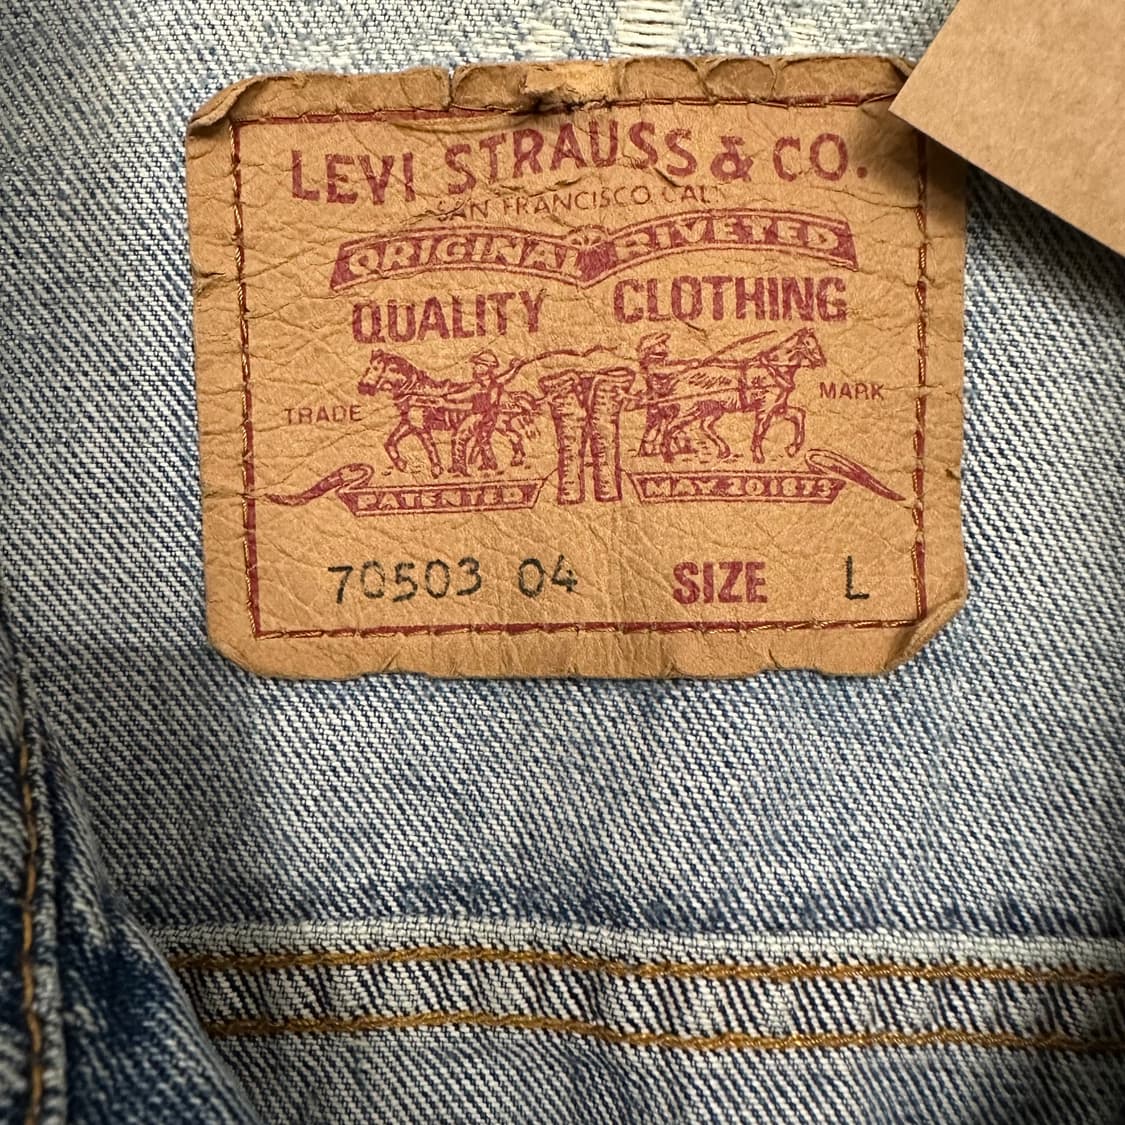 LEVI STRAUSS & CO.
SAN FRANCISCO CAL
ORIGINAL RIVETED
QUALITY CLOTHING
TRADE MARK
PATENTED MAY 20 1873
70503 04 SIZE L